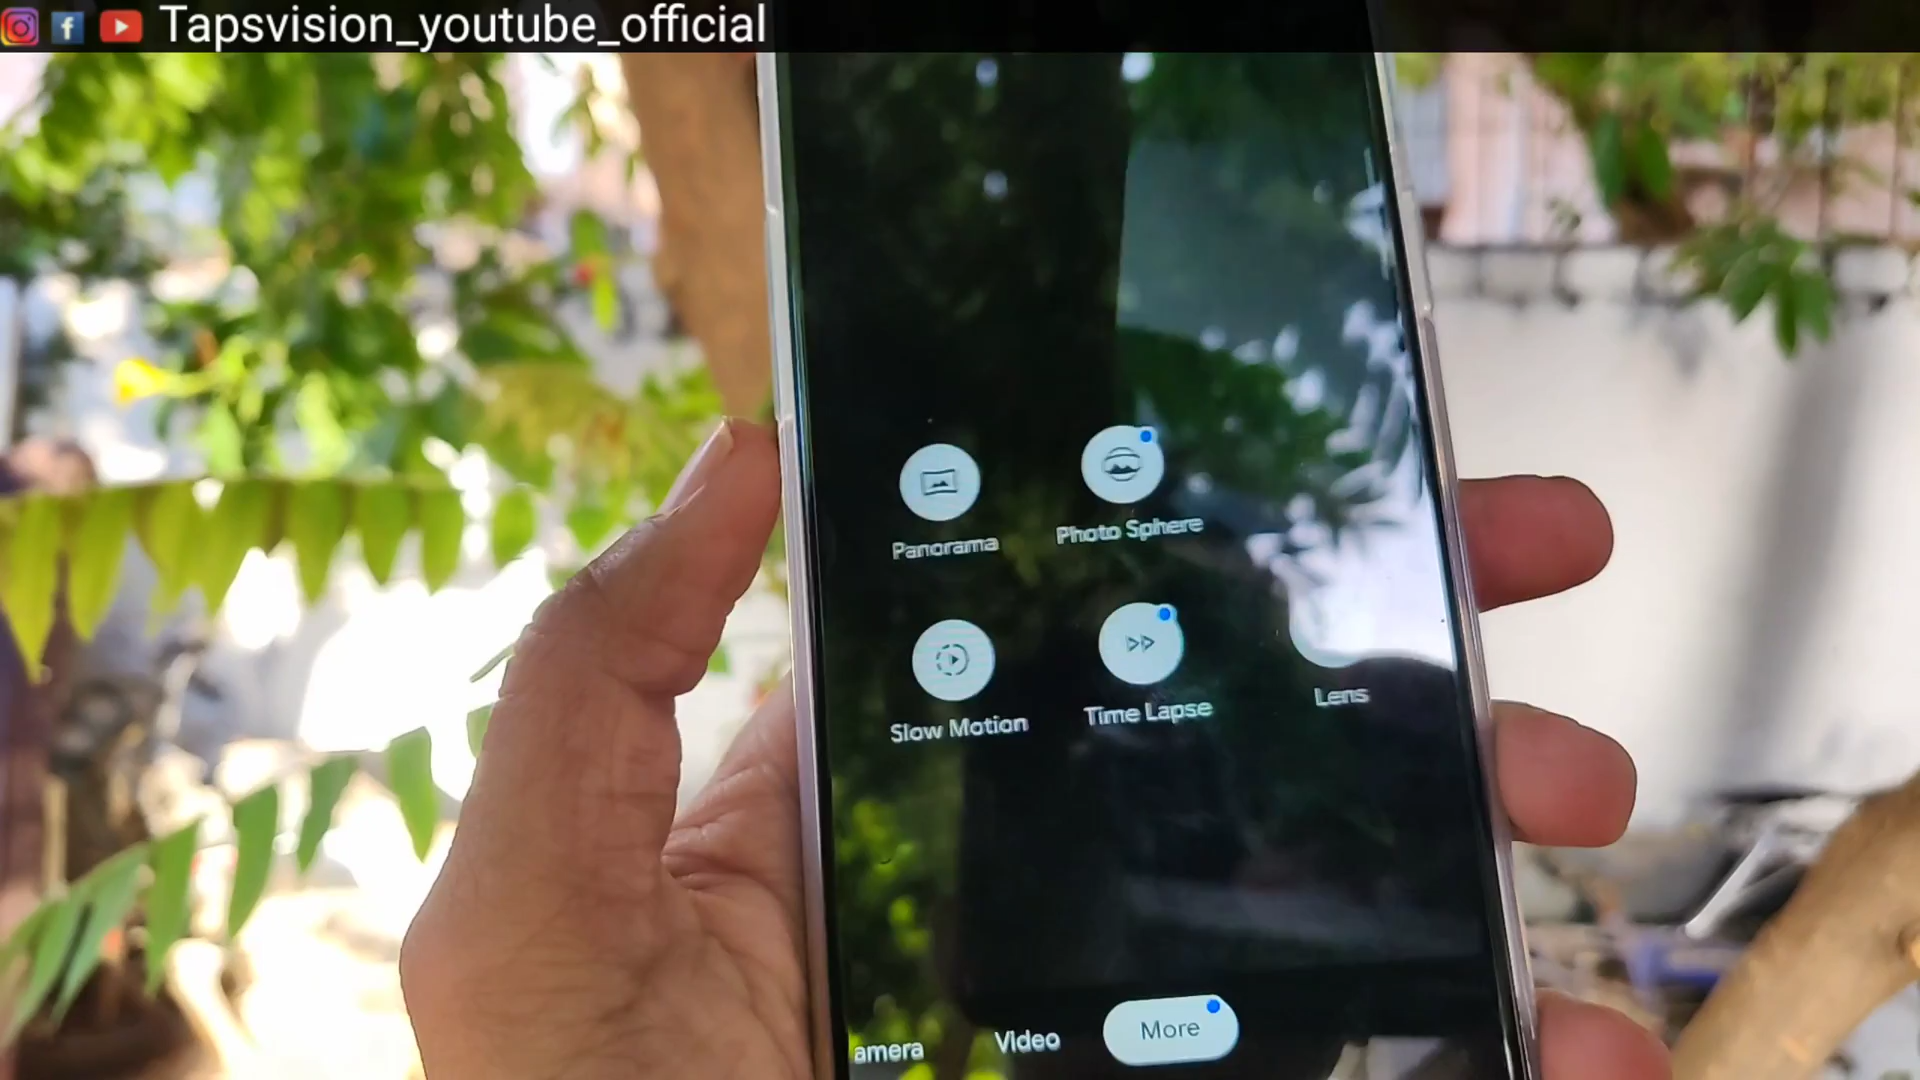 Tapsvision_youtube_official
Panorama
Photo Sphere
Slow Motion
Time Lapse
Lens
amera
Video
More